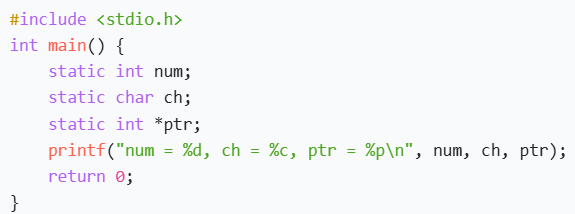 #include <stdio.h>
int main() {
    static int num;
    static char ch;
    static int *ptr;
    printf("num = %d, ch = %c, ptr = %p\n", num, ch, ptr);
    return 0;
}